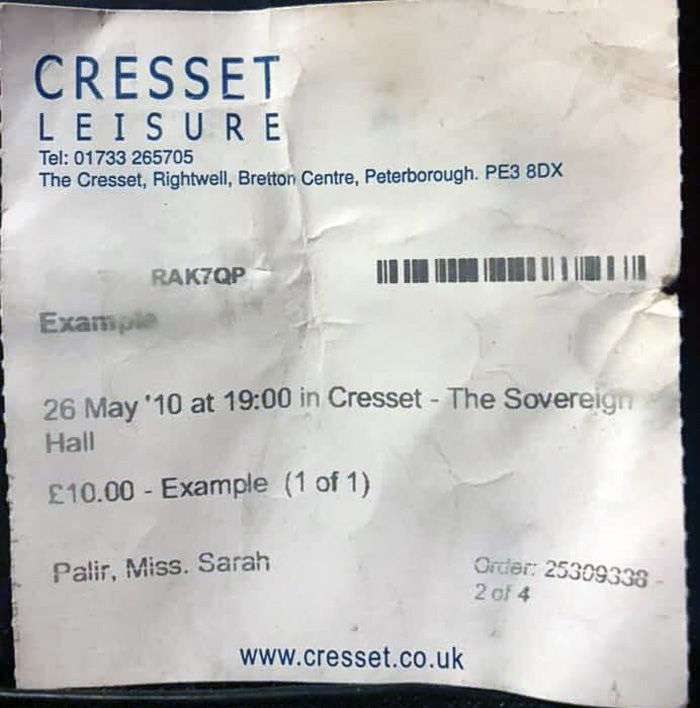 CRESSET
LEISURE
Tel: 01733 265705
The Cresset, Rightwell, Bretton Centre, Peterborough. PE3 8DX
RAK7QP
Example
26 May '10 at 19:00 in Cresset - The Sovereign
Hall
£10.00 - Example (1 of 1)
Palir, Miss. Sarah
Order: 25309338 -
2 of 4
www.cresset.co.uk